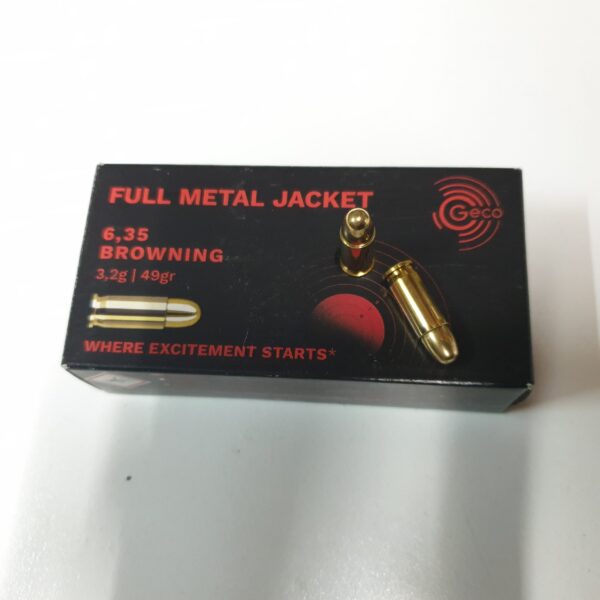 FULL METAL JACKET
Geco
6,35
BROWNING
3,2g | 49gr
WHERE EXCITEMENT STARTS*